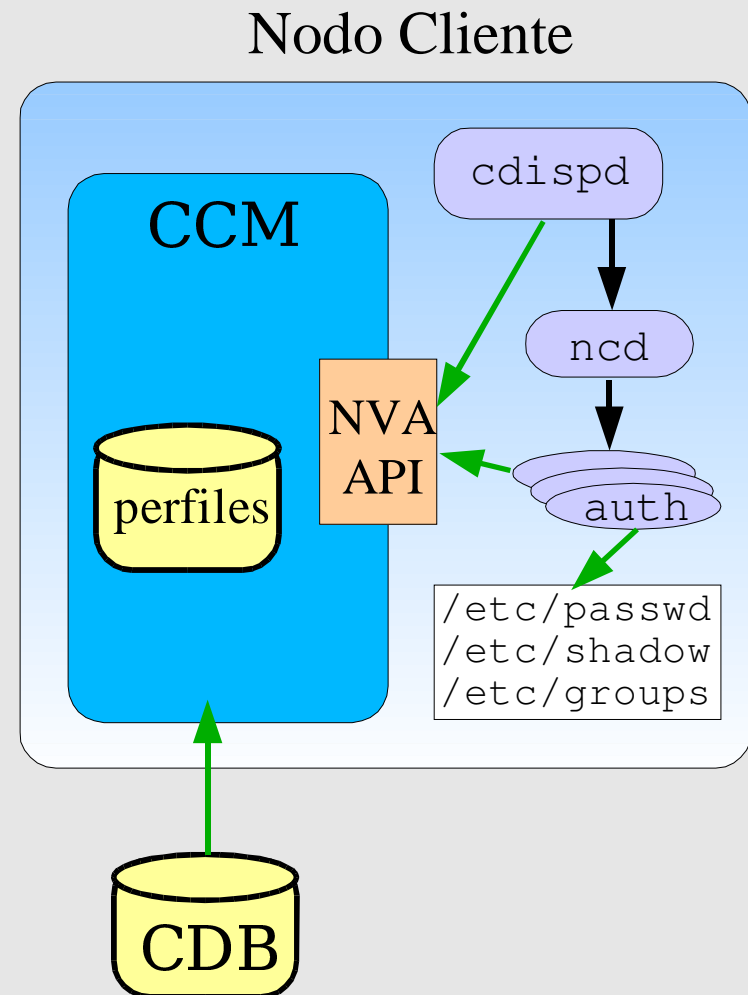 Nodo Cliente
cdispd
CCM
ncd
NVA
API
perfiles
auth
/etc/passwd
/etc/shadow
/etc/groups
CDB